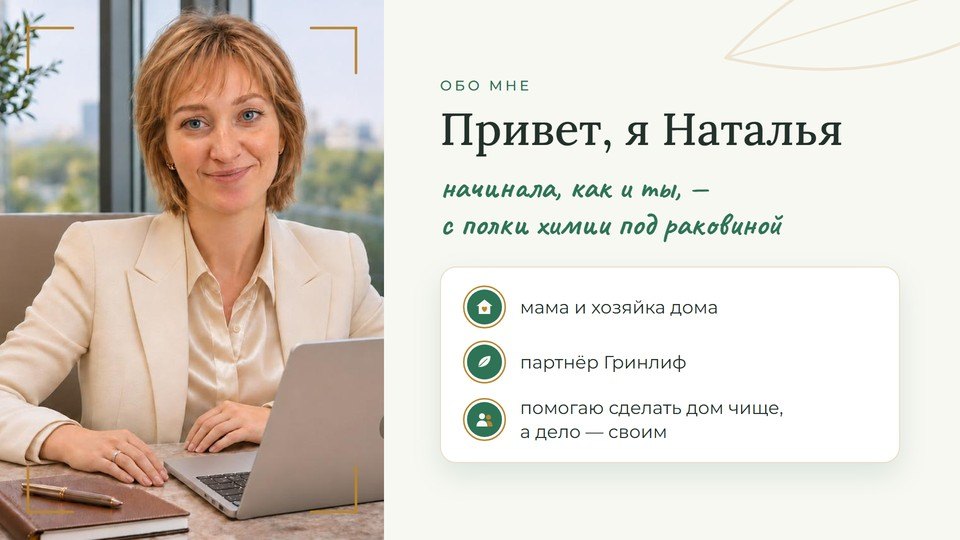 ОБО МНЕ
Привет, я Наталья
начинала, как и ты, —
с полки химии под раковиной
мама и хозяйка дома
партнёр Гринлиф
помогаю сделать дом чище,
а дело — своим